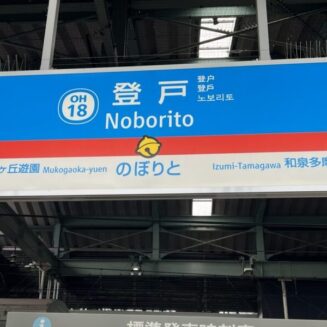 OH
18
登戸
登户
登戶
노보리토
Noborito
ヶ丘遊園 Mukogaoka-yuen
のぼりと
Izumi-Tamagawa 和泉多摩